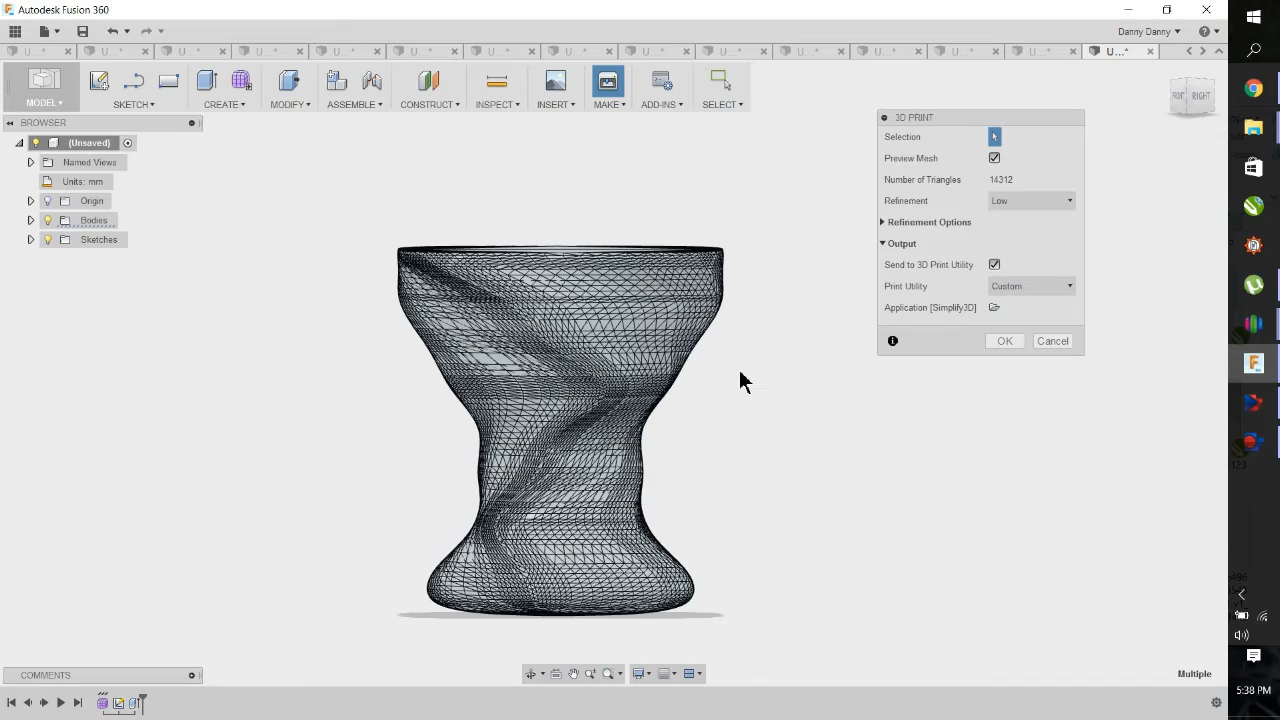 Autodesk Fusion 360
Danny Danny
U... *
U... *
U... *
U... *
U... *
U... *
U... *
U... *
U... *
U... *
U... *
U... *
U... *
U... *
U...*
MODEL
SKETCH
CREATE
MODIFY
ASSEMBLE
CONSTRUCT
INSPECT
INSERT
MAKE
ADD-INS
SELECT
RIGHT
BROWSER
(Unsaved)
Named Views
Units: mm
Origin
Bodies
Sketches
3D PRINT
Selection
Preview Mesh
Number of Triangles 14312
Refinement Low
Refinement Options
Output
Send to 3D Print Utility
Print Utility Custom
Application [Simplify3D]
OK Cancel
COMMENTS
Multiple
5:38 PM